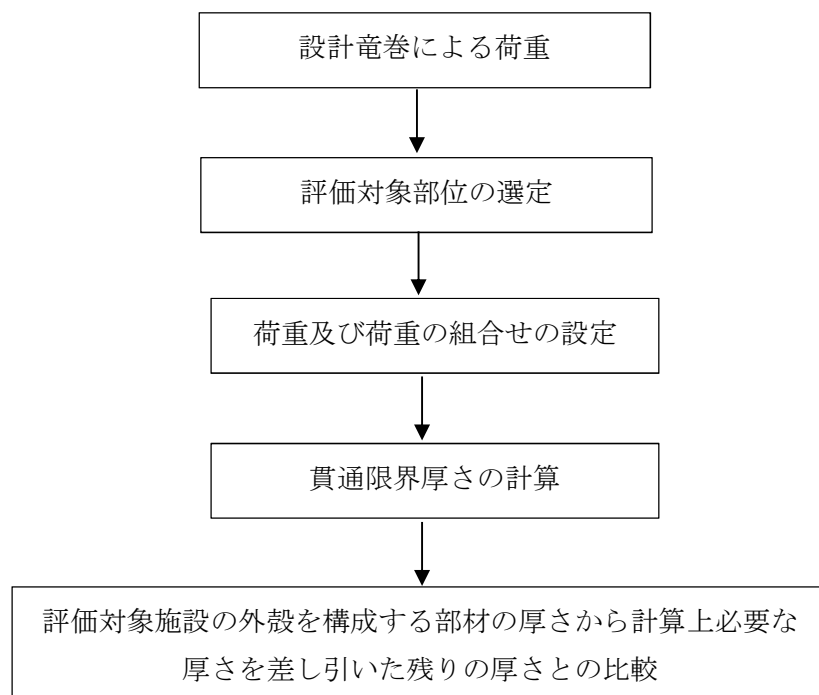 設計竜巻による荷重
評価対象部位の選定
荷重及び荷重の組合せの設定
貫通限界厚さの計算
評価対象施設の外殻を構成する部材の厚さから計算上必要な
厚さを差し引いた残りの厚さとの比較